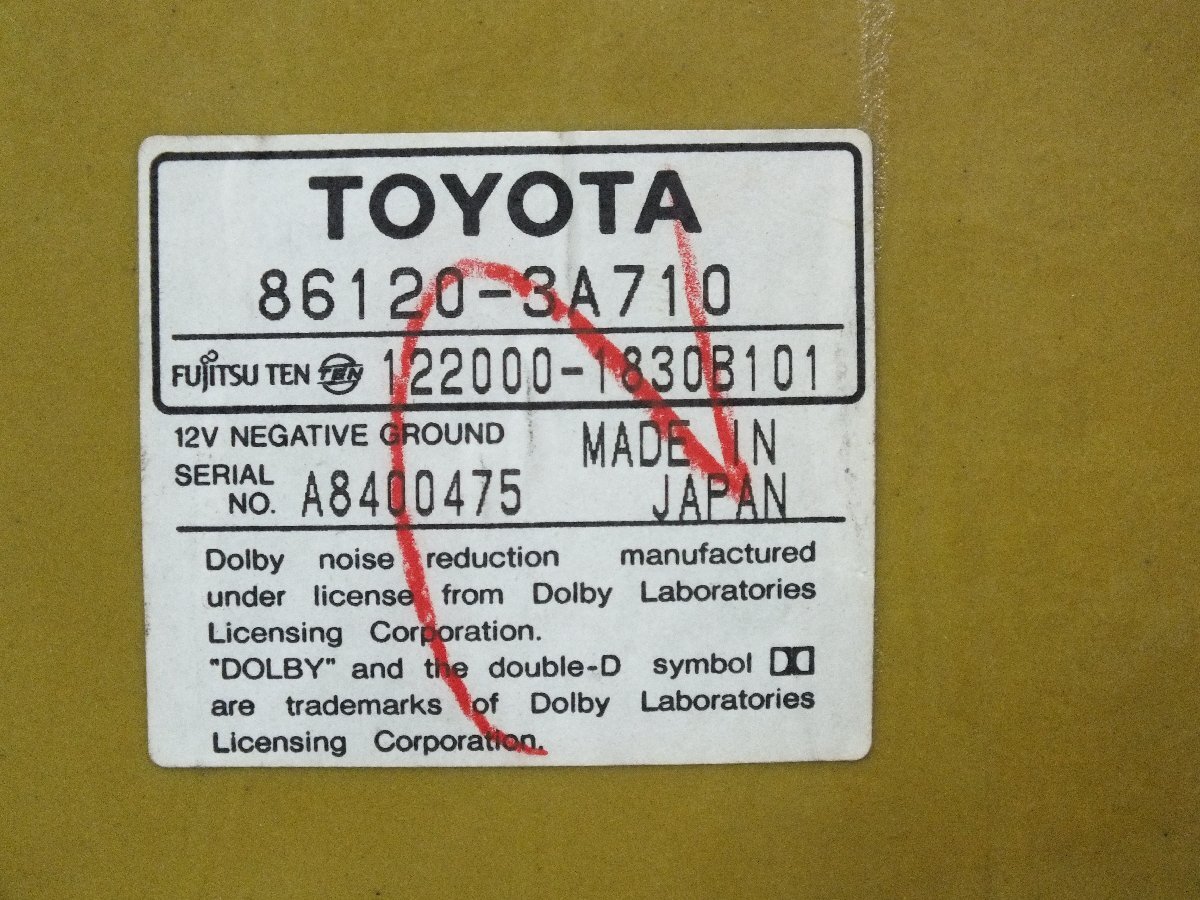 TOYOTA
86120-3A710
FUJITSU TEN TEN 122000-1830B101
12V NEGATIVE GROUND
MADE IN
SERIAL
NO. A8400475
JAPAN
Dolby noise reduction manufactured
under license from Dolby Laboratories
Licensing Corporation.
"DOLBY" and the double-D symbol
are trademarks of Dolby Laboratories
Licensing Corporation.